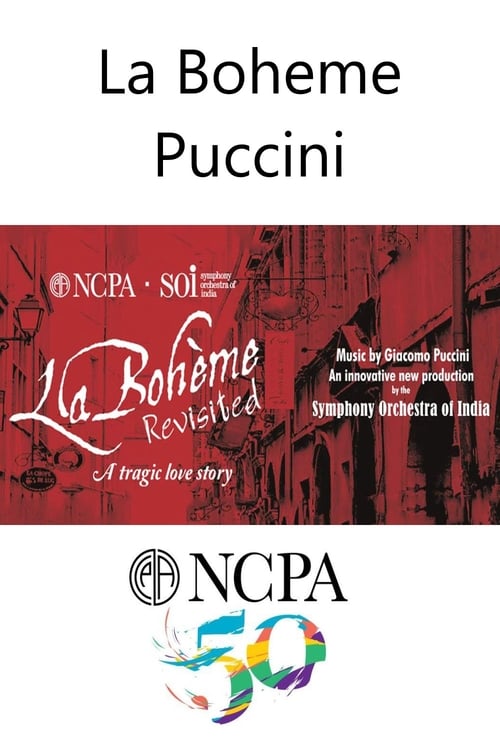 La Boheme
Puccini
NCPA · SOi symphony orchestra of india
La Bohème
Revisited
A tragic love story
Music by Giacomo Puccini
An innovative new production
by the
Symphony Orchestra of India
NCPA
50